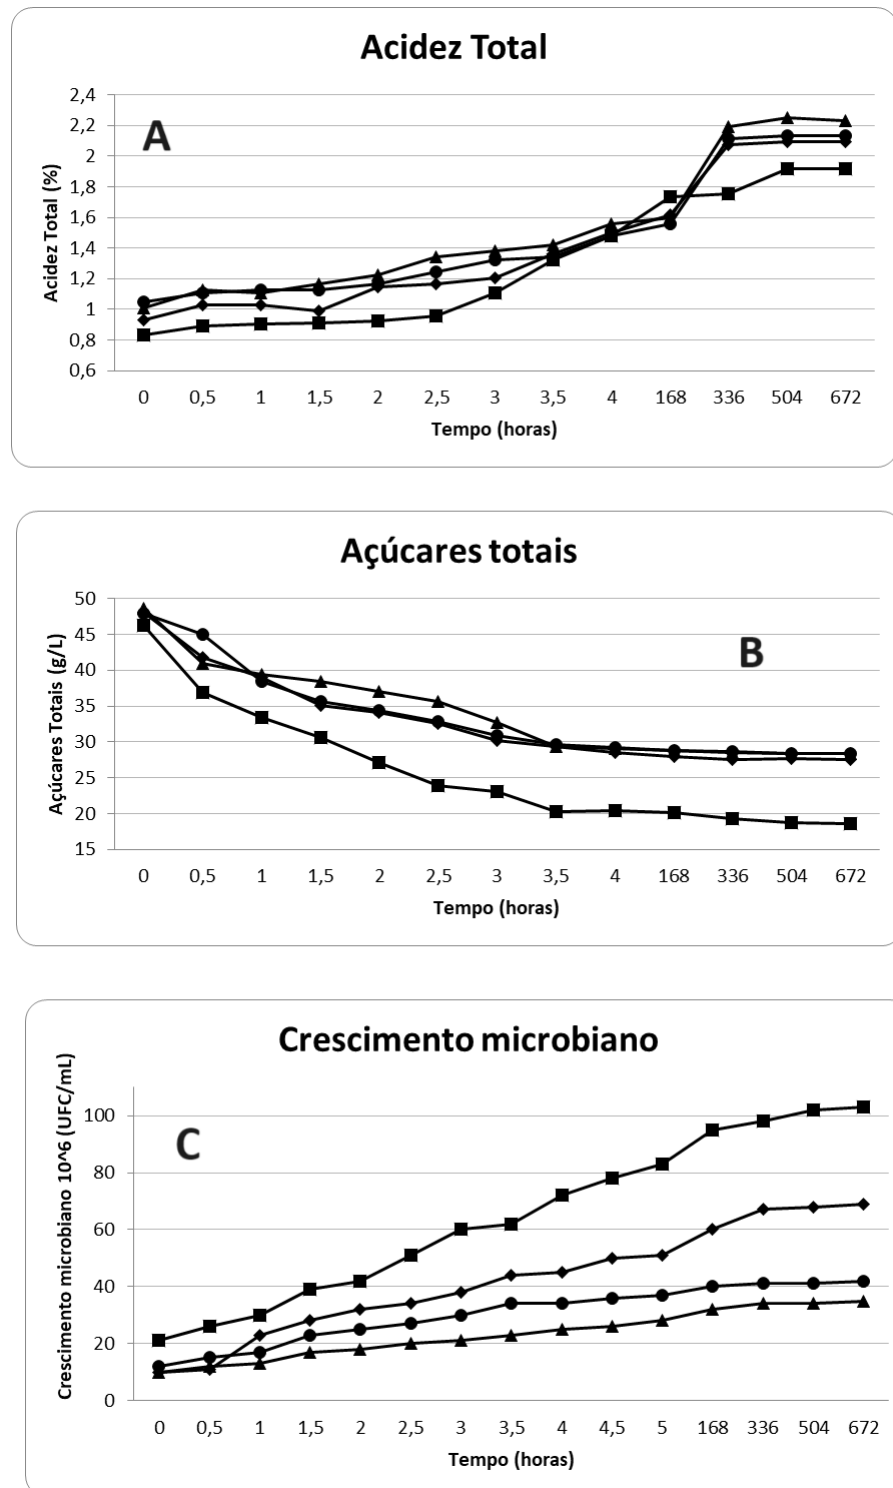 Acidez Total
A
Acidez Total (%)
2,4
2,2
2
1,8
1,6
1,4
1,2
1
0,8
0,6
0 0,5 1 1,5 2 2,5 3 3,5 4 168 336 504 672
Tempo (horas)
Açúcares totais
B
Açúcares Totais (g/L)
50
45
40
35
30
25
20
15
0 0,5 1 1,5 2 2,5 3 3,5 4 168 336 504 672
Tempo (horas)
Crescimento microbiano
C
Crescimento microbiano 10^6 (UFC/mL)
100
80
60
40
20
0
0 0,5 1 1,5 2 2,5 3 3,5 4 4,5 5 168 336 504 672
Tempo (horas)